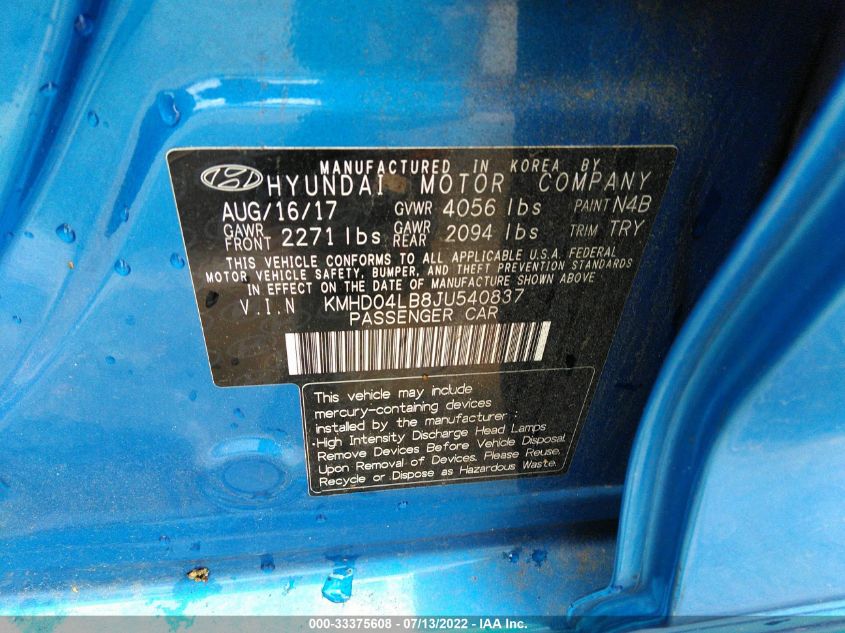 MANUFACTURED IN KOREA BY
HYUNDAI MOTOR COMPANY
AUG/16/17 GVWR 4056 lbs PAINT N4B
GAWR FRONT 2271 lbs GAWR REAR 2094 lbs TRIM TRY
THIS VEHICLE CONFORMS TO ALL APPLICABLE U.S.A. FEDERAL
MOTOR VEHICLE SAFETY, BUMPER, AND THEFT PREVENTION STANDARDS
IN EFFECT ON THE DATE OF MANUFACTURE SHOWN ABOVE
V.I.N KMHD04LB8JU540837
PASSENGER CAR
This vehicle may include
mercury-containing devices
installed by the manufacturer :
·High Intensity Discharge Head Lamps
Remove Devices Before Vehicle Disposal.
Upon Removal of Devices, Please Reuse,
Recycle or Dispose as Hazardous Waste.
000-33375608 - 07/13/2022 - IAA Inc.